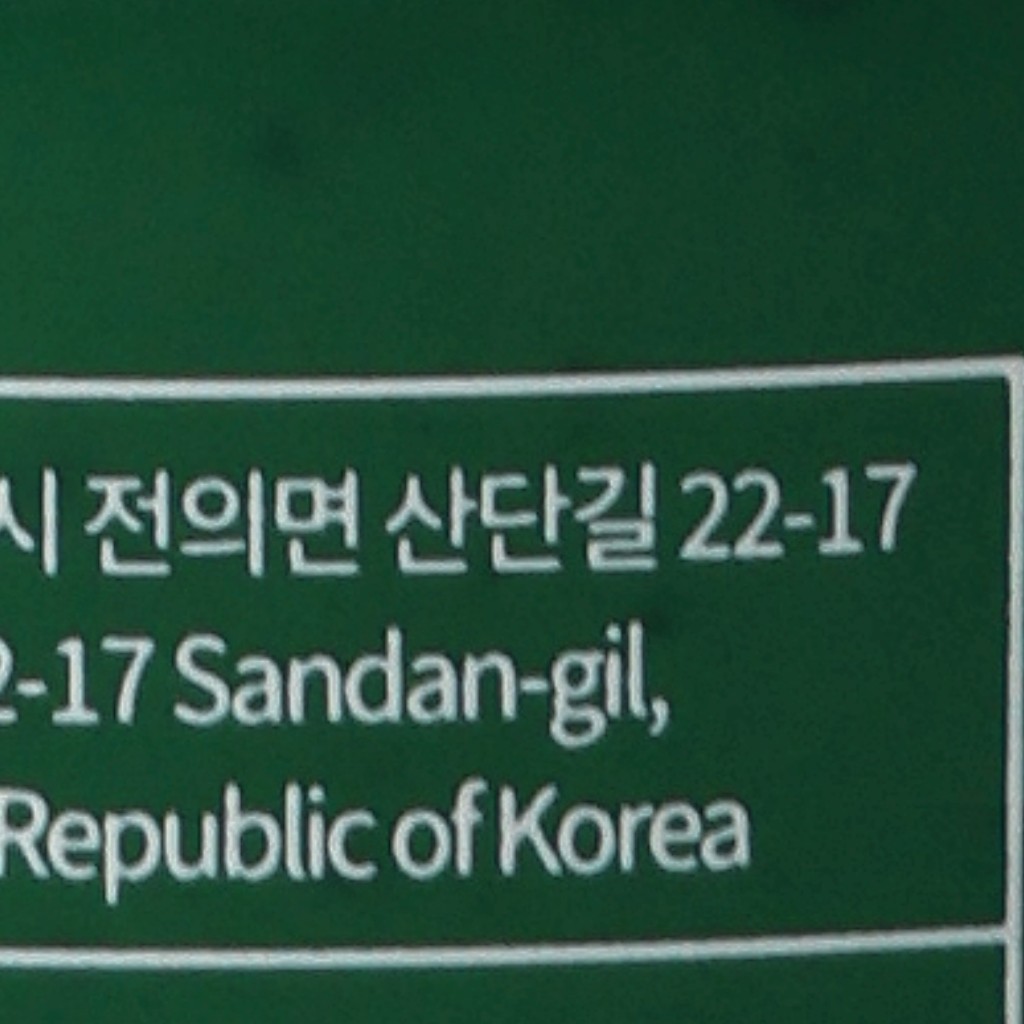 시 전의면 산단길 22-17
2-17 Sandan-gil,
Republic of Korea